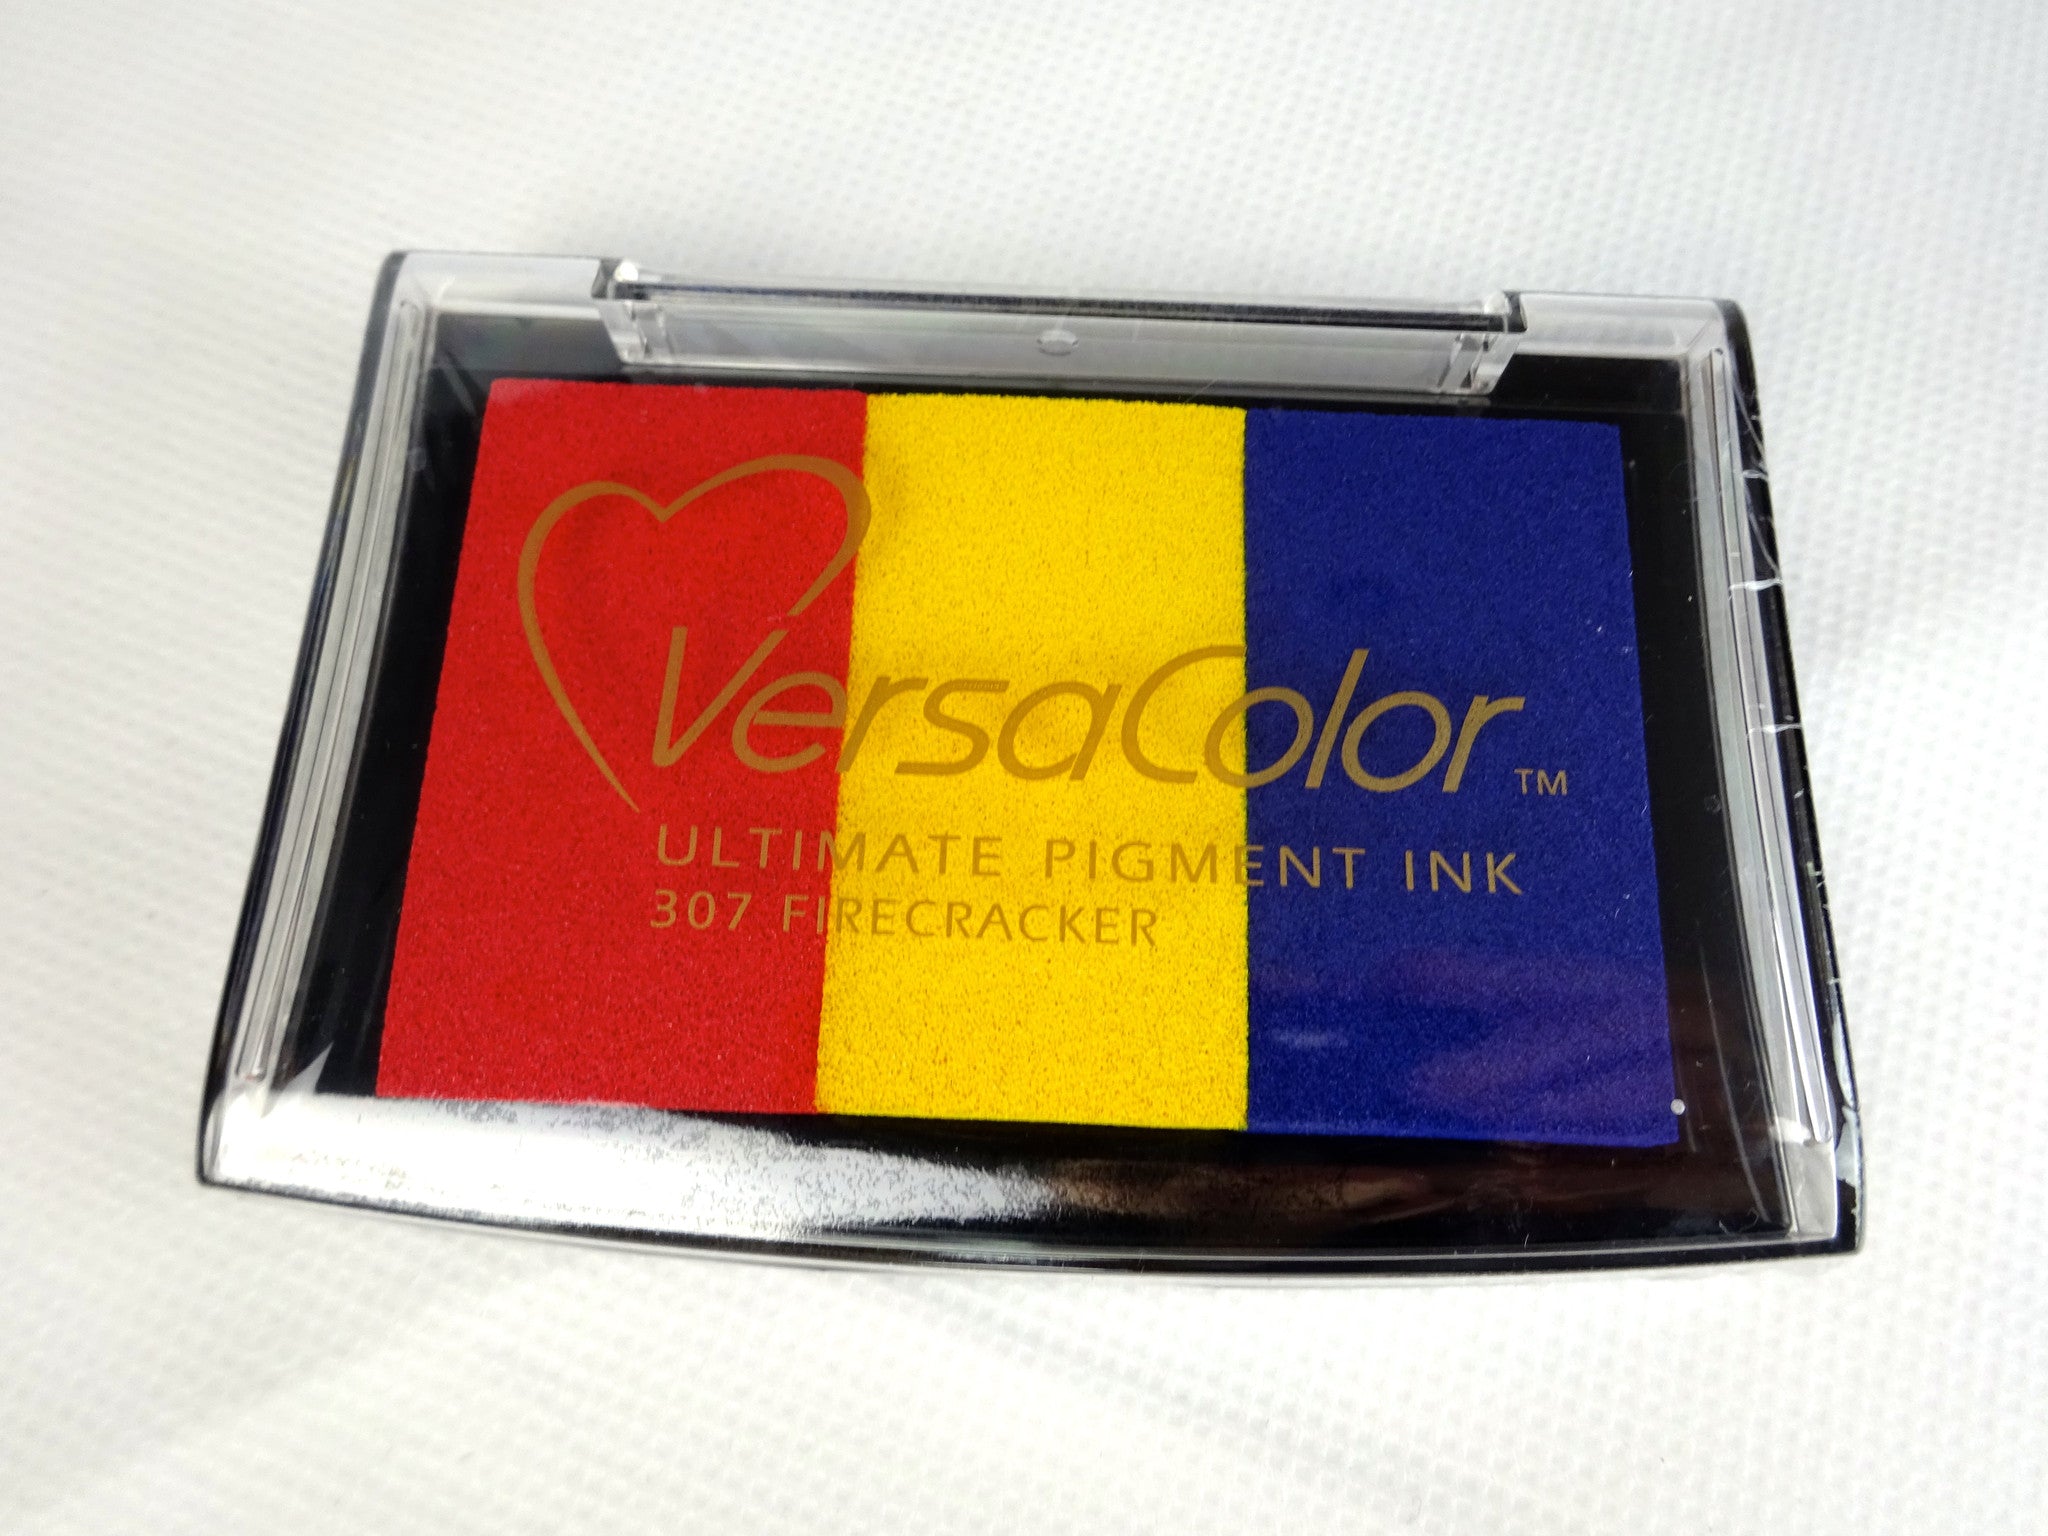 VersaColor™
ULTIMATE PIGMENT INK
307 FIRECRACKER